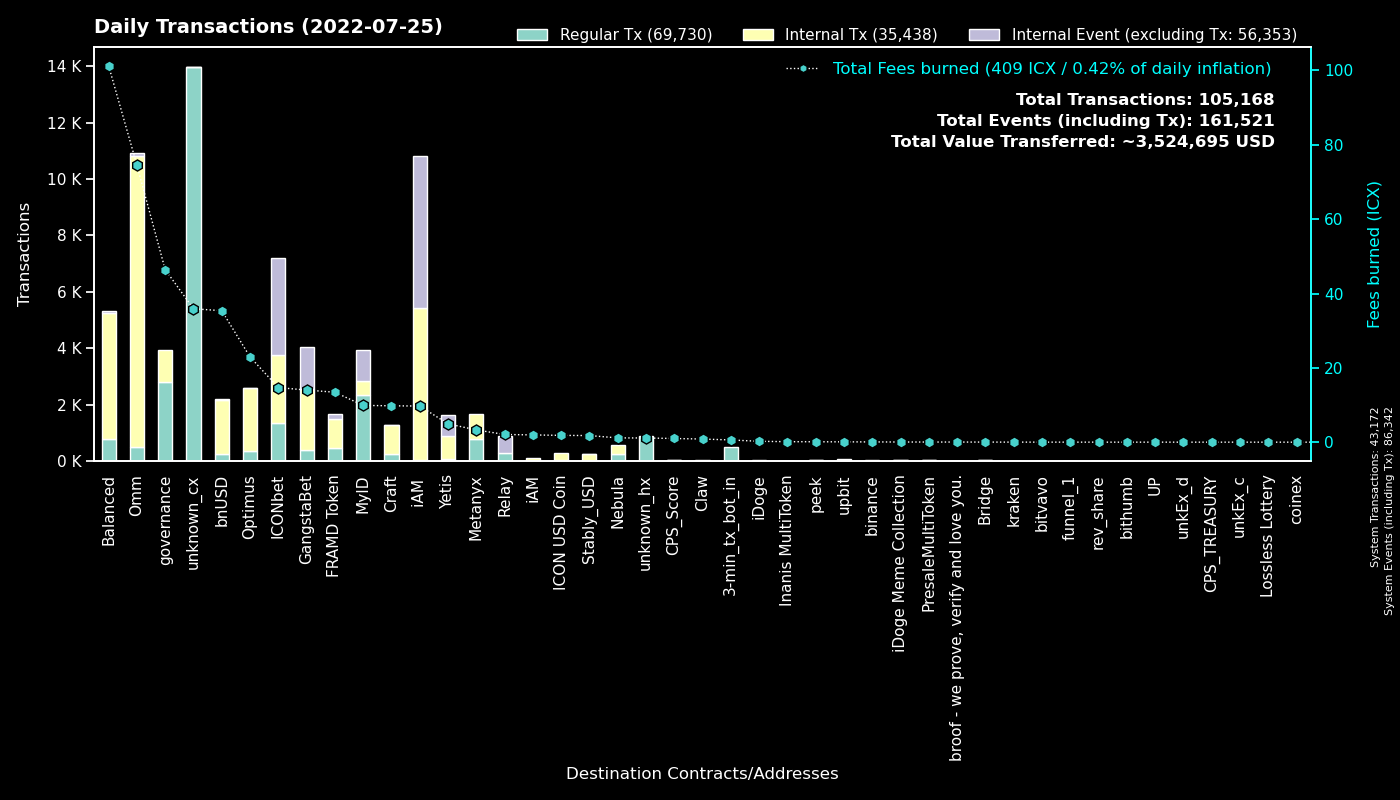 Daily Transactions (2022-07-25)
Regular Tx (69,730)
Internal Tx (35,438)
Internal Event (excluding Tx: 56,353)
Total Fees burned (409 ICX / 0.42% of daily inflation)
Total Transactions: 105,168
Total Events (including Tx): 161,521
Total Value Transferred: ~3,524,695 USD
Transactions
14 K
12 K
10 K
8 K
6 K
4 K
2 K
0 K
100
80
60
40
20
0
Fees burned (ICX)
System Transactions: 43,172
System Events (including Tx): 86,342
Balanced
Omm
governance
unknown_cx
bnUSD
Optimus
ICONbet
GangstaBet
FRAMD Token
MyID
Craft
iAM
Yetis
Metanyx
Relay
iAM
ICON USD Coin
Stably_USD
Nebula
unknown_hx
CPS_Score
Claw
3-min_tx_bot_in
iDoge
Inanis MultiToken
peek
upbit
binance
iDoge Meme Collection
PresaleMultiToken
broof - we prove, verify and love you.
Bridge
kraken
bitvavo
funnel_1
rev_share
bithumb
UP
unkEx_d
CPS_TREASURY
unkEx_c
Lossless Lottery
coinex
Destination Contracts/Addresses